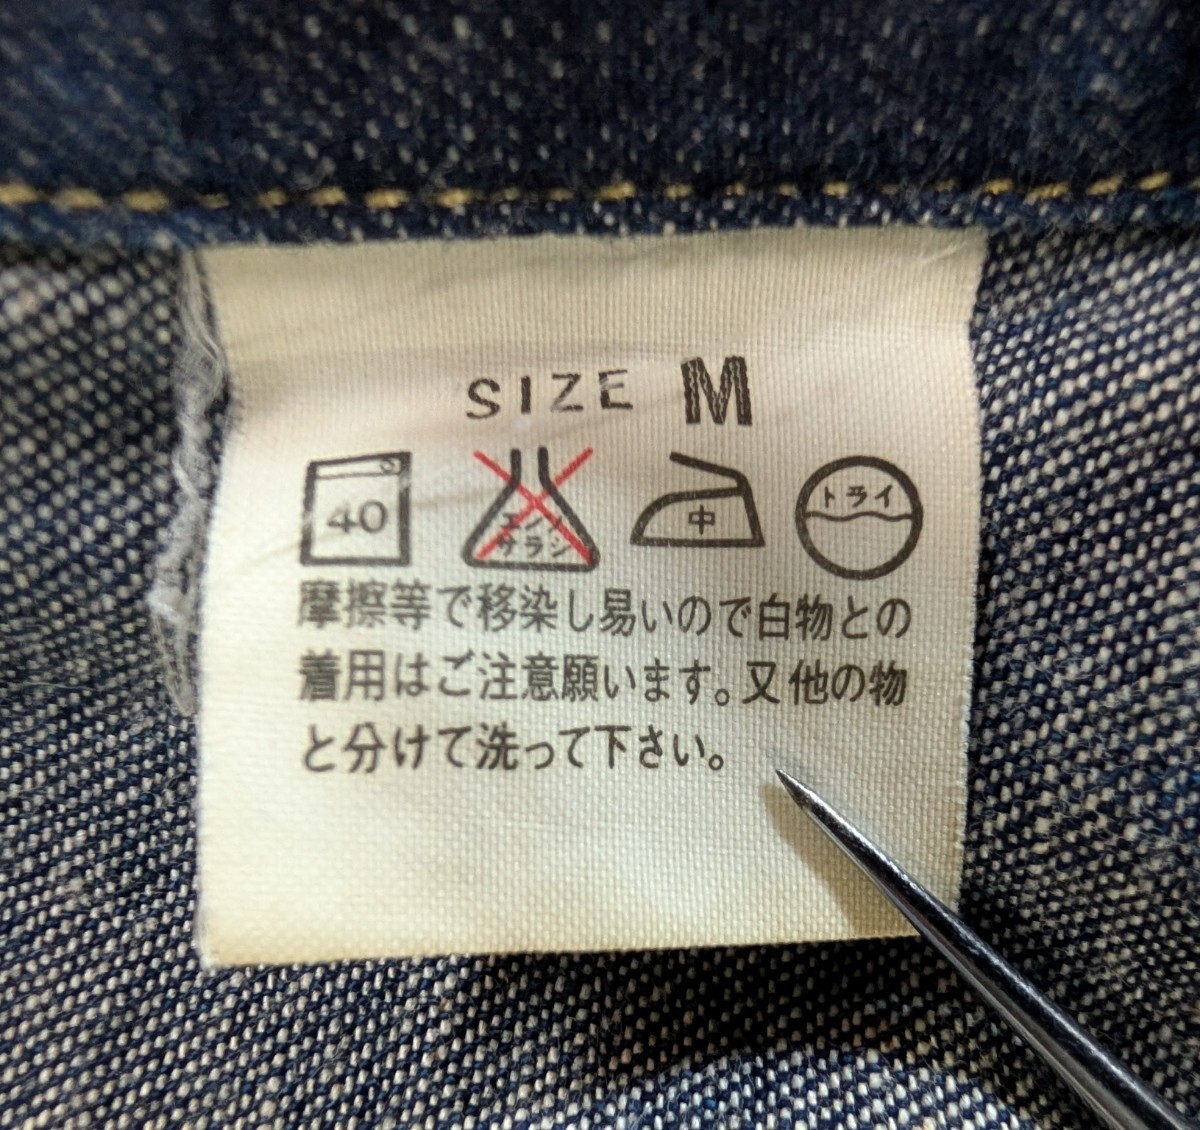 SIZE M
40 エンソ サラシ 中 ドライ
摩擦等で移染し易いので白物との
着用はご注意願います。又他の物
と分けて洗って下さい。